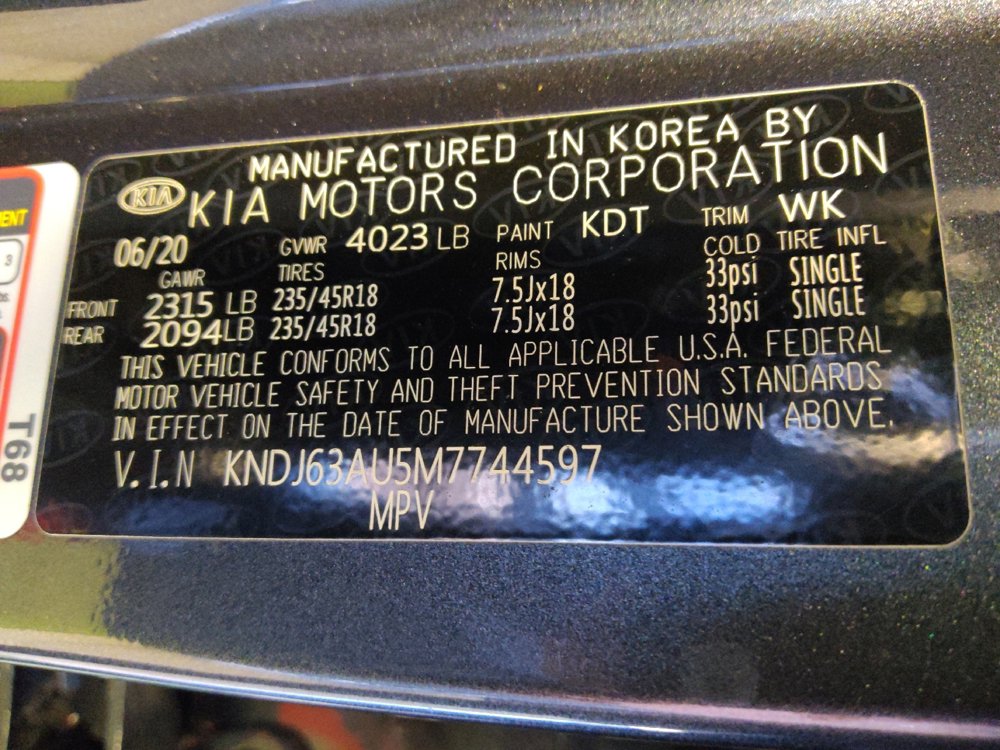 MANUFACTURED IN KOREA BY
KIA KIA MOTORS CORPORATION
06/20 GVWR 4023 LB PAINT KDT TRIM WK
GAWR TIRES RIMS COLD TIRE INFL
FRONT 2315 LB 235/45R18 7.5Jx18 33psi SINGLE
REAR 2094LB 235/45R18 7.5Jx18 33psi SINGLE
THIS VEHICLE CONFORMS TO ALL APPLICABLE U.S.A. FEDERAL
MOTOR VEHICLE SAFETY AND THEFT PREVENTION STANDARDS
IN EFFECT ON THE DATE OF MANUFACTURE SHOWN ABOVE.
V.I.N KNDJ63AU5M7744597
MPV
3
T68